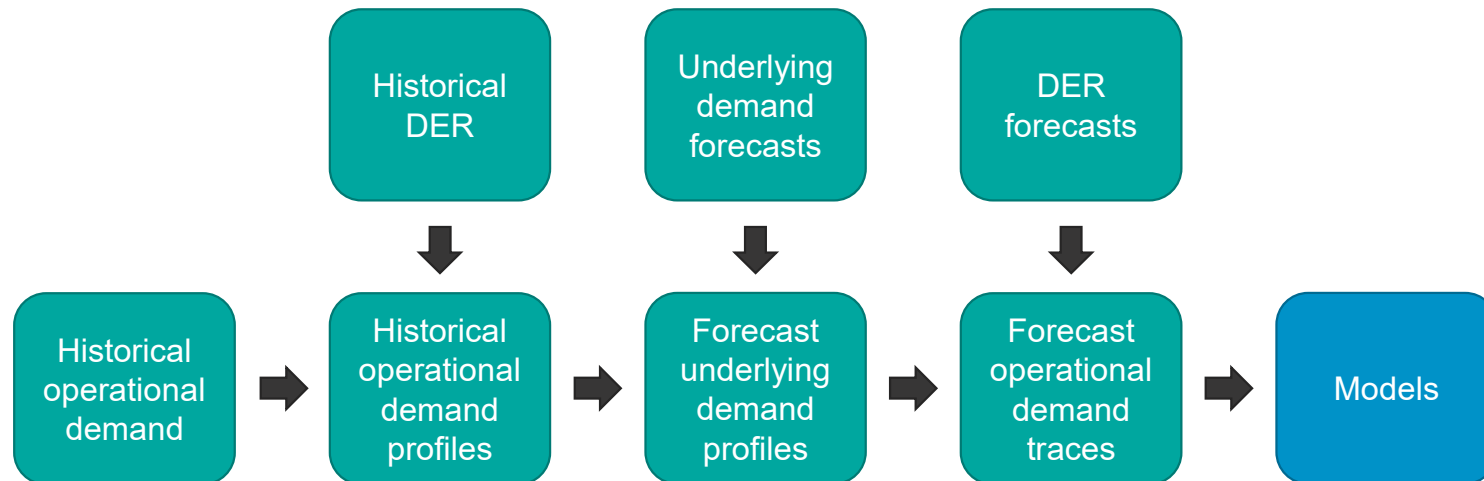 Historical
DER
Underlying
demand
forecasts
DER
forecasts
Historical
operational
demand
Historical
operational
demand
profiles
Forecast
underlying
demand
profiles
Forecast
operational
demand
traces
Models